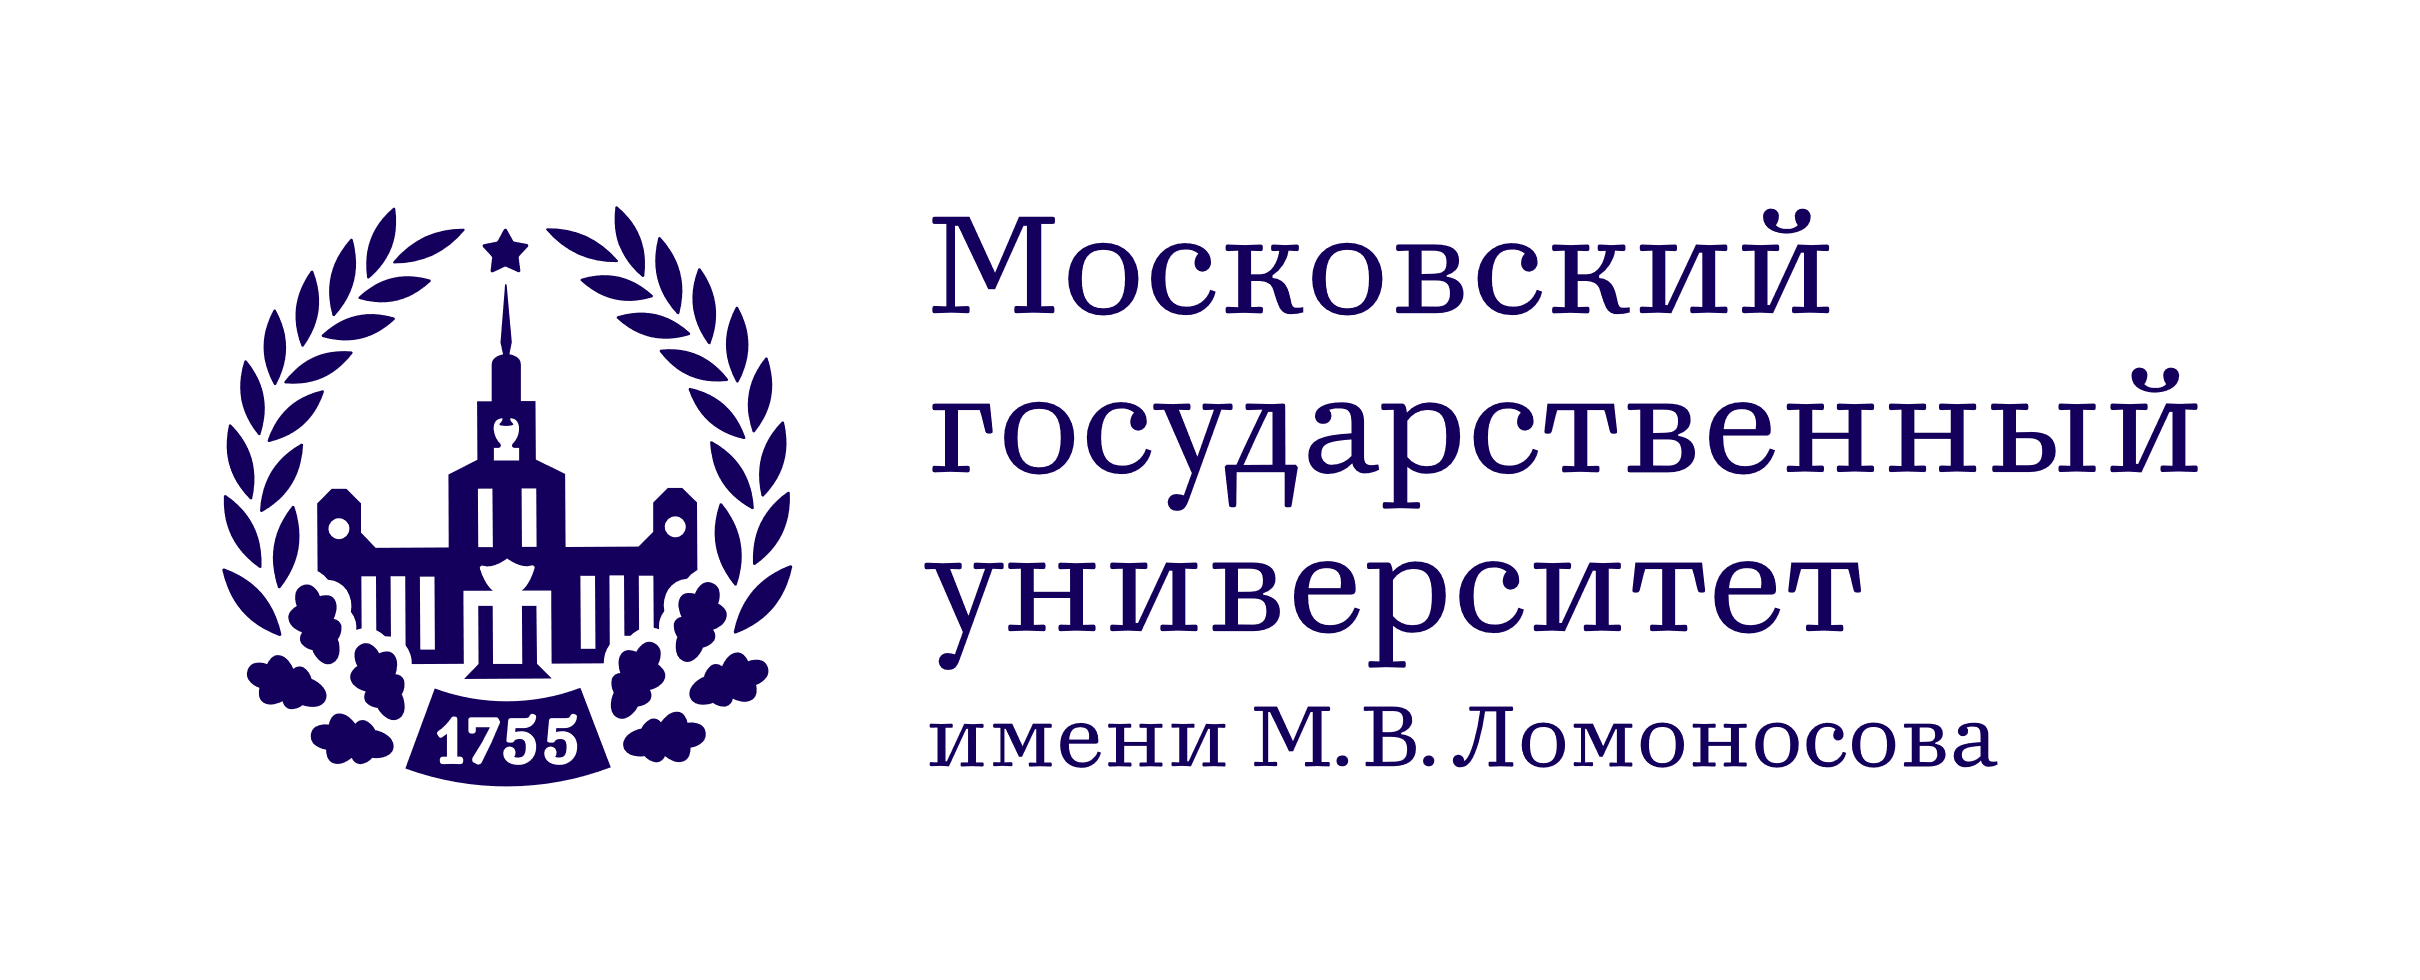 1755
Московский
государственный
университет
имени М. В. Ломоносова